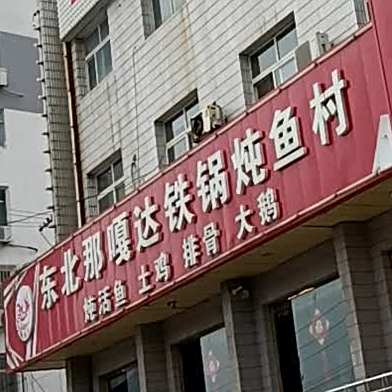 东北那嘎达铁锅炖鱼村
炖活鱼 土鸡 排骨 大鹅